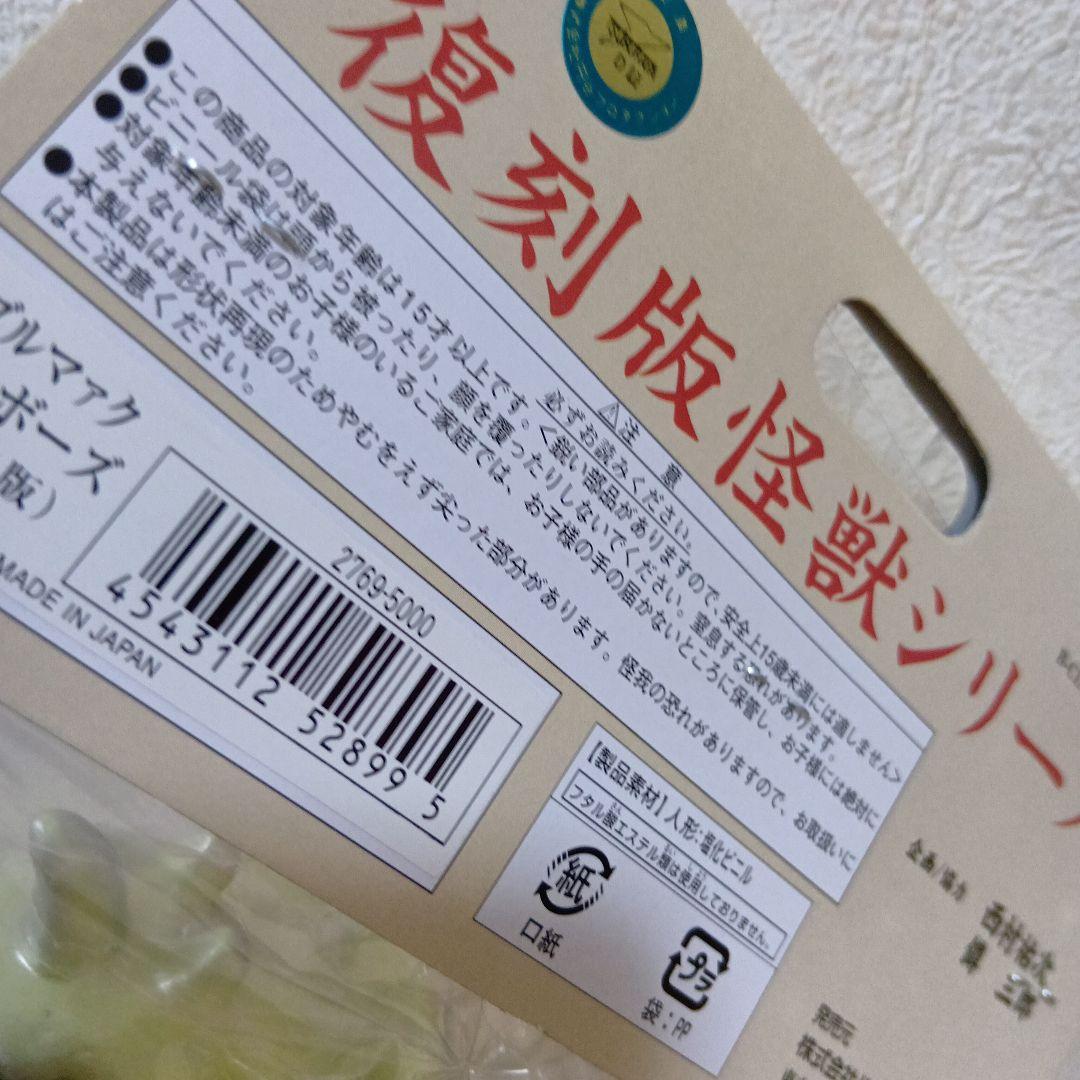 復刻版怪獣シリーズ
⚠注 意
必ずお読みください。
●この商品の対象年齢は15才以上です。<鋭い部品がありますので、安全上15歳未満には適しません>
●ビニール袋は頭から被ったり、顔を覆ったりしないでください。窒息する恐れがあります。
●対象年齢未満のお子様のいるご家庭では、お子様の手の届かないところに保管し、お子様には絶対に
与えないでください。
●本製品は形状再現のためやむをえず尖った部分があります。怪我の恐れがありますので、お取扱いに
はご注意ください。
ブルマァク
ボーズ
版)
2769-5000
4543112 528995
MADE IN JAPAN
【製品素材】人形:塩化ビニル
フタル酸エステル類は使用しておりません。
紙
口紙
プラ
袋:PP
企画/協力
西村祐次
三郎
発売元
株式会社